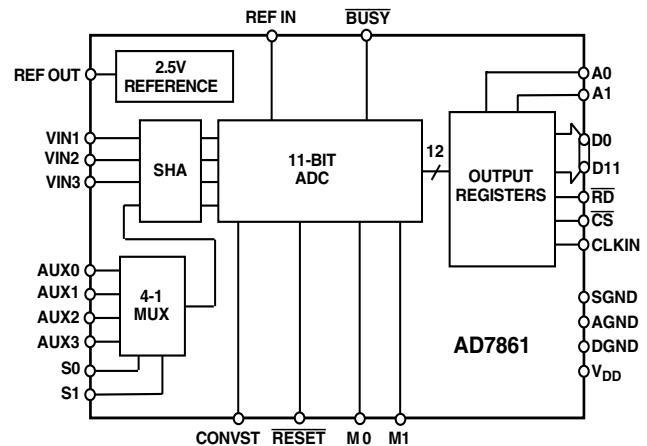 REF IN
BUSY
REF OUT
2.5V
REFERENCE
A0
A1
VIN1
VIN2
VIN3
SHA
11-BIT
ADC
12
OUTPUT
REGISTERS
D0
D11
RD
CS
CLKIN
AUX0
AUX1
AUX2
AUX3
4-1
MUX
S0
S1
SGND
AGND
DGND
VDD
AD7861
CONVST
RESET
M0
M1